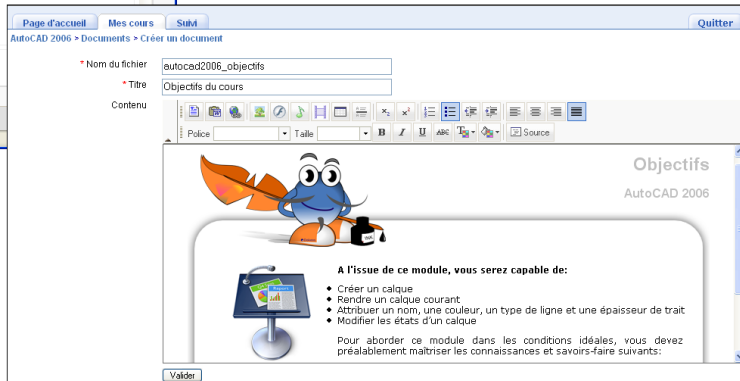 Page d'accueil Mes cours Suivi Quitter
AutoCAD 2006 > Documents > Créer un document
* Nom du fichier autocad2006_objectifs
* Titre Objectifs du cours
Contenu
Police Taille B I U ABC Source
Objectifs
AutoCAD 2006
A l'issue de ce module, vous serez capable de:
• Créer un calque
• Rendre un calque courant
• Attribuer un nom, une couleur, un type de ligne et une épaisseur de trait
• Modifier les états d'un calque
Pour aborder ce module dans les conditions idéales, vous devez
préalablement maîtriser les connaissances et savoirs-faire suivants:
Valider